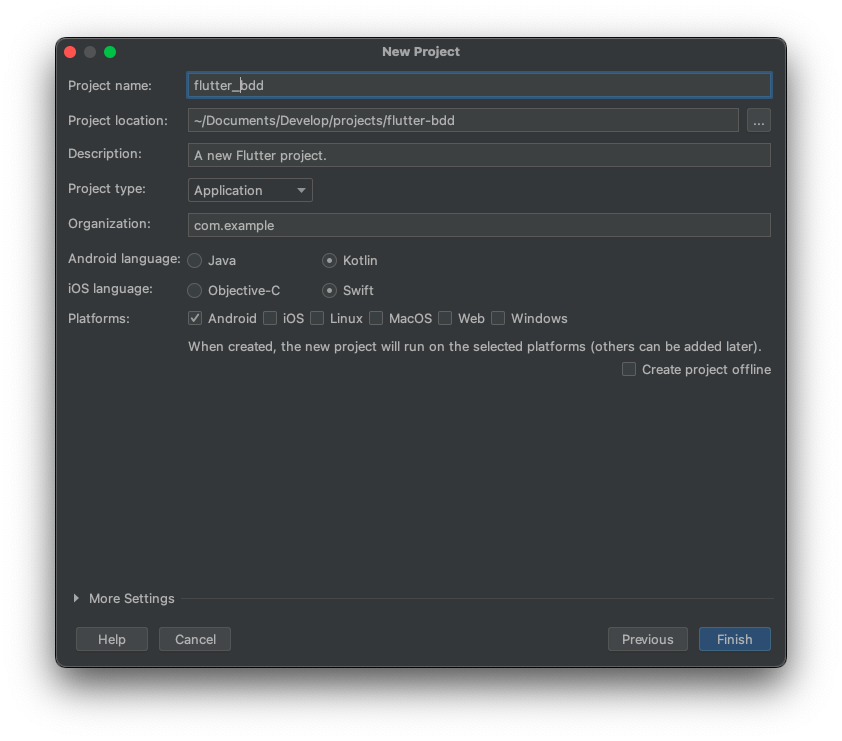 New Project
Project name: flutter_bdd
Project location: ~/Documents/Develop/projects/flutter-bdd ...
Description: A new Flutter project.
Project type: Application
Organization: com.example
Android language: Java Kotlin
iOS language: Objective-C Swift
Platforms: Android iOS Linux MacOS Web Windows
When created, the new project will run on the selected platforms (others can be added later).
Create project offline
More Settings
Help Cancel Previous Finish